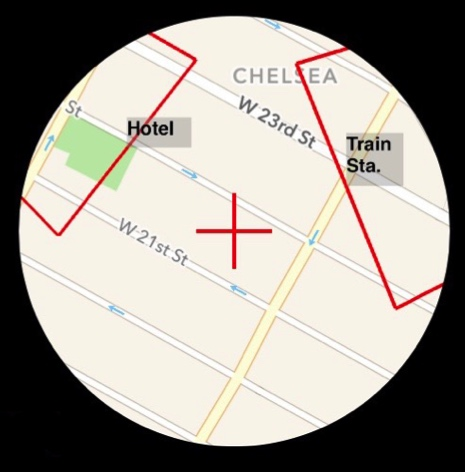 CHELSEA
W 23rd St
St
Hotel
Train
Sta.
W 21st St